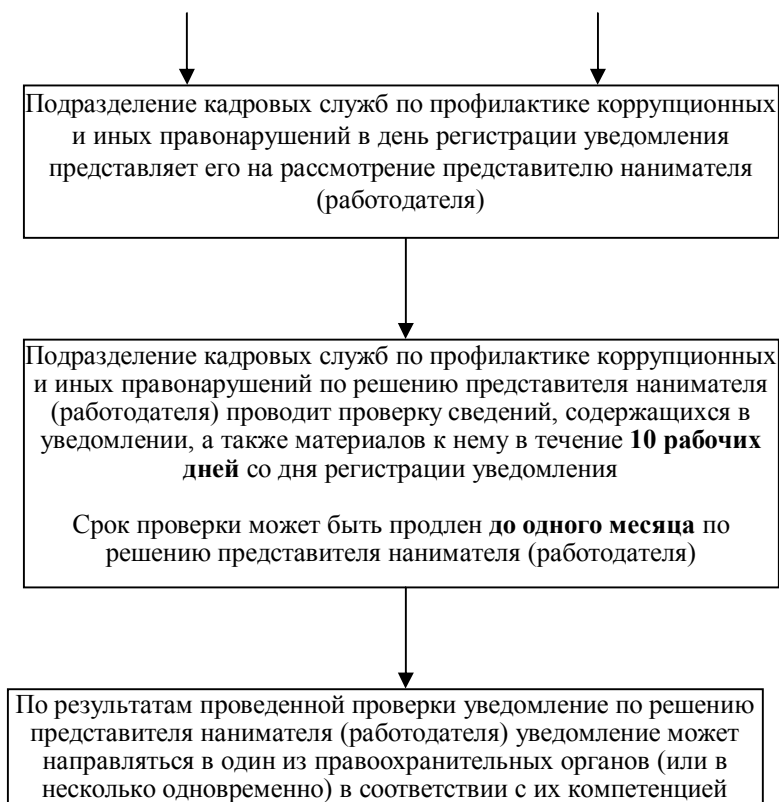 Подразделение кадровых служб по профилактике коррупционных
и иных правонарушений в день регистрации уведомления
представляет его на рассмотрение представителю нанимателя
(работодателя)
Подразделение кадровых служб по профилактике коррупционных
и иных правонарушений по решению представителя нанимателя
(работодателя) проводит проверку сведений, содержащихся в
уведомлении, а также материалов к нему в течение 10 рабочих
дней со дня регистрации уведомления
Срок проверки может быть продлен до одного месяца по
решению представителя нанимателя (работодателя)
По результатам проведенной проверки уведомление по решению
представителя нанимателя (работодателя) уведомление может
направляться в один из правоохранительных органов (или в
несколько одновременно) в соответствии с их компетенцией